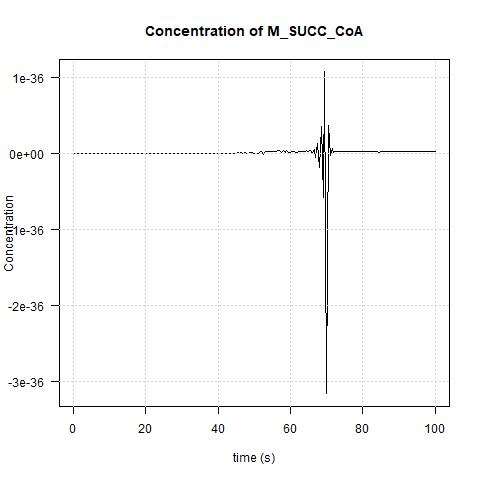 Concentration of M_SUCC_CoA
Concentration
1e-36
0e+00
-1e-36
-2e-36
-3e-36
0 20 40 60 80 100
time (s)